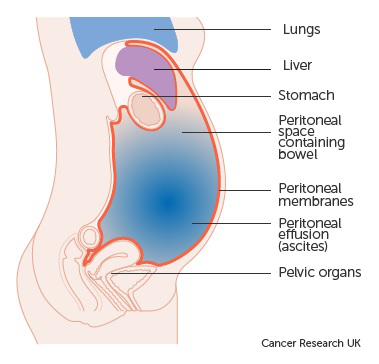 Lungs
Liver
Stomach
Peritoneal
space
containing
bowel
Peritoneal
membranes
Peritoneal
effusion
(ascites)
Pelvic organs
Cancer Research UK